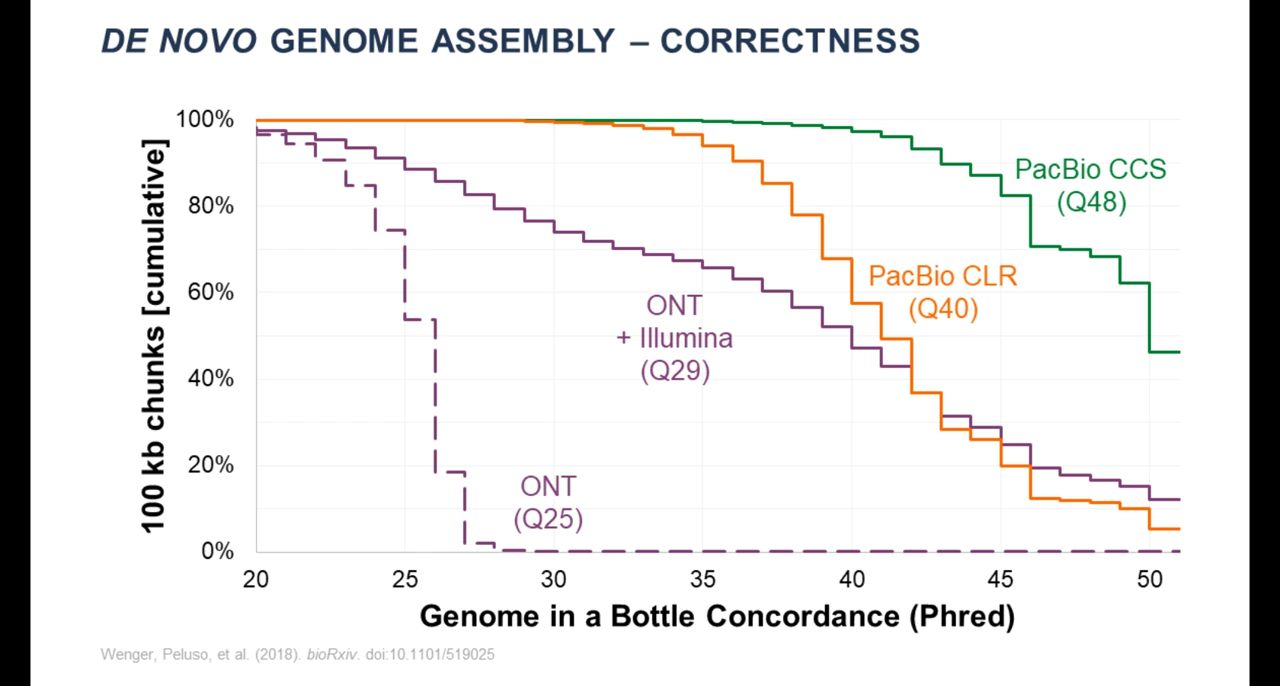 DE NOVO GENOME ASSEMBLY – CORRECTNESS
100 kb chunks [cumulative]
100%
80%
60%
40%
20%
0%
PacBio CCS
(Q48)
PacBio CLR
(Q40)
ONT
+ Illumina
(Q29)
ONT
(Q25)
20 25 30 35 40 45 50
Genome in a Bottle Concordance (Phred)
Wenger, Peluso, et al. (2018). bioRxiv. doi:10.1101/519025